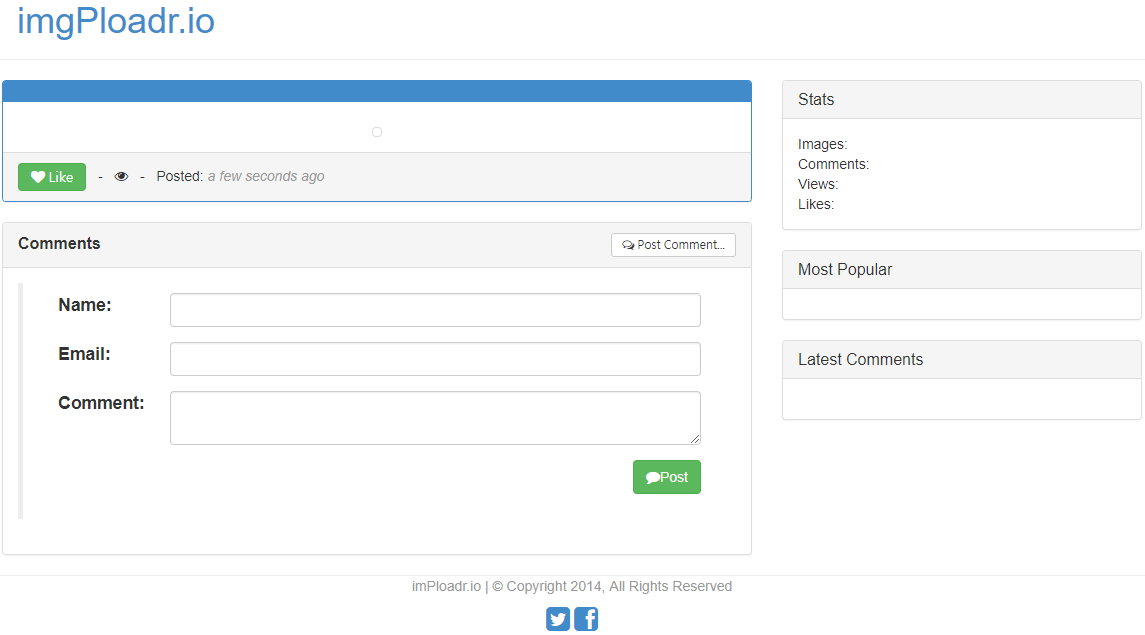 imgPloadr.io
Like - - Posted: a few seconds ago
Comments
Post Comment...
Name:
Email:
Comment:
Post
Stats
Images:
Comments:
Views:
Likes:
Most Popular
Latest Comments
imPloadr.io | © Copyright 2014, All Rights Reserved